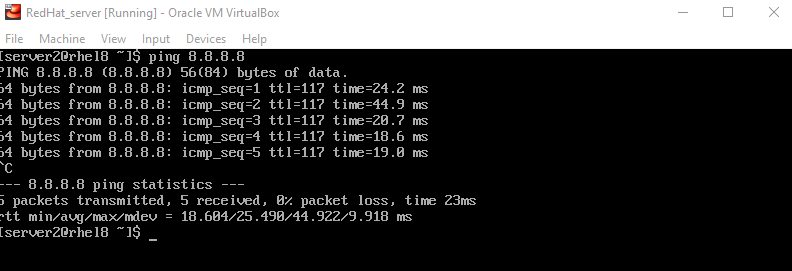 RedHat_server [Running] - Oracle VM VirtualBox
File Machine View Input Devices Help
[server2@rhel8 ~]$ ping 8.8.8.8
PING 8.8.8.8 (8.8.8.8) 56(84) bytes of data.
64 bytes from 8.8.8.8: icmp_seq=1 ttl=117 time=24.2 ms
64 bytes from 8.8.8.8: icmp_seq=2 ttl=117 time=44.9 ms
64 bytes from 8.8.8.8: icmp_seq=3 ttl=117 time=20.7 ms
64 bytes from 8.8.8.8: icmp_seq=4 ttl=117 time=18.6 ms
64 bytes from 8.8.8.8: icmp_seq=5 ttl=117 time=19.0 ms
^C
--- 8.8.8.8 ping statistics ---
5 packets transmitted, 5 received, 0% packet loss, time 23ms
rtt min/avg/max/mdev = 18.604/25.490/44.922/9.918 ms
[server2@rhel8 ~]$ _